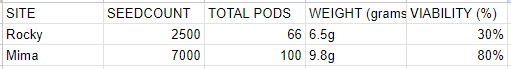 SITE SEEDCOUNT TOTAL PODS WEIGHT (grams VIABILITY (%)
Rocky 2500 66 6.5g 30%
Mima 7000 100 9.8g 80%